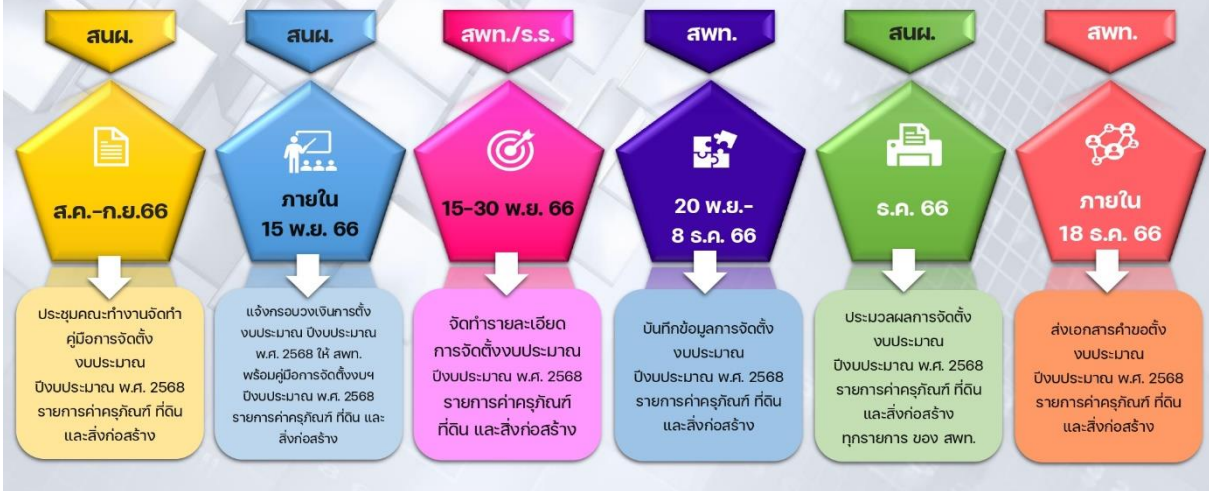 สนผ.
ส.ค.-ก.ย.66
ประชุมคณะทำงานจัดทำ
คู่มือการจัดตั้ง
งบประมาณ
ปีงบประมาณ พ.ศ. 2568
รายการค่าครุภัณฑ์ ที่ดิน
และสิ่งก่อสร้าง
สนผ.
ภายใน
15 พ.ย. 66
แจ้งกรอบวงเงินการตั้ง
งบประมาณ ปีงบประมาณ
พ.ศ. 2568 ให้ สพท.
พร้อมคู่มือการจัดตั้งงบฯ
ปีงบประมาณ พ.ศ. 2568
รายการค่าครุภัณฑ์ ที่ดิน และ
สิ่งก่อสร้าง
สพท./ร.ร.
15-30 พ.ย. 66
จัดทำรายละเอียด
การจัดตั้งงบประมาณ
ปีงบประมาณ พ.ศ. 2568
รายการค่าครุภัณฑ์
ที่ดิน และสิ่งก่อสร้าง
สพท.
20 พ.ย.-
8 ธ.ค. 66
บันทึกข้อมูลการจัดตั้ง
งบประมาณ
ปีงบประมาณ พ.ศ. 2568
รายการค่าครุภัณฑ์ ที่ดิน
และสิ่งก่อสร้าง
สนผ.
ธ.ค. 66
ประมวลผลการจัดตั้ง
งบประมาณ
ปีงบประมาณ พ.ศ. 2568
รายการค่าครุภัณฑ์ ที่ดิน
และสิ่งก่อสร้าง
ทุกรายการ ของ สพท.
สพท.
ภายใน
18 ธ.ค. 66
ส่งเอกสารคำขอตั้ง
งบประมาณ
ปีงบประมาณ พ.ศ. 2568
รายการค่าครุภัณฑ์ ที่ดิน
และสิ่งก่อสร้าง